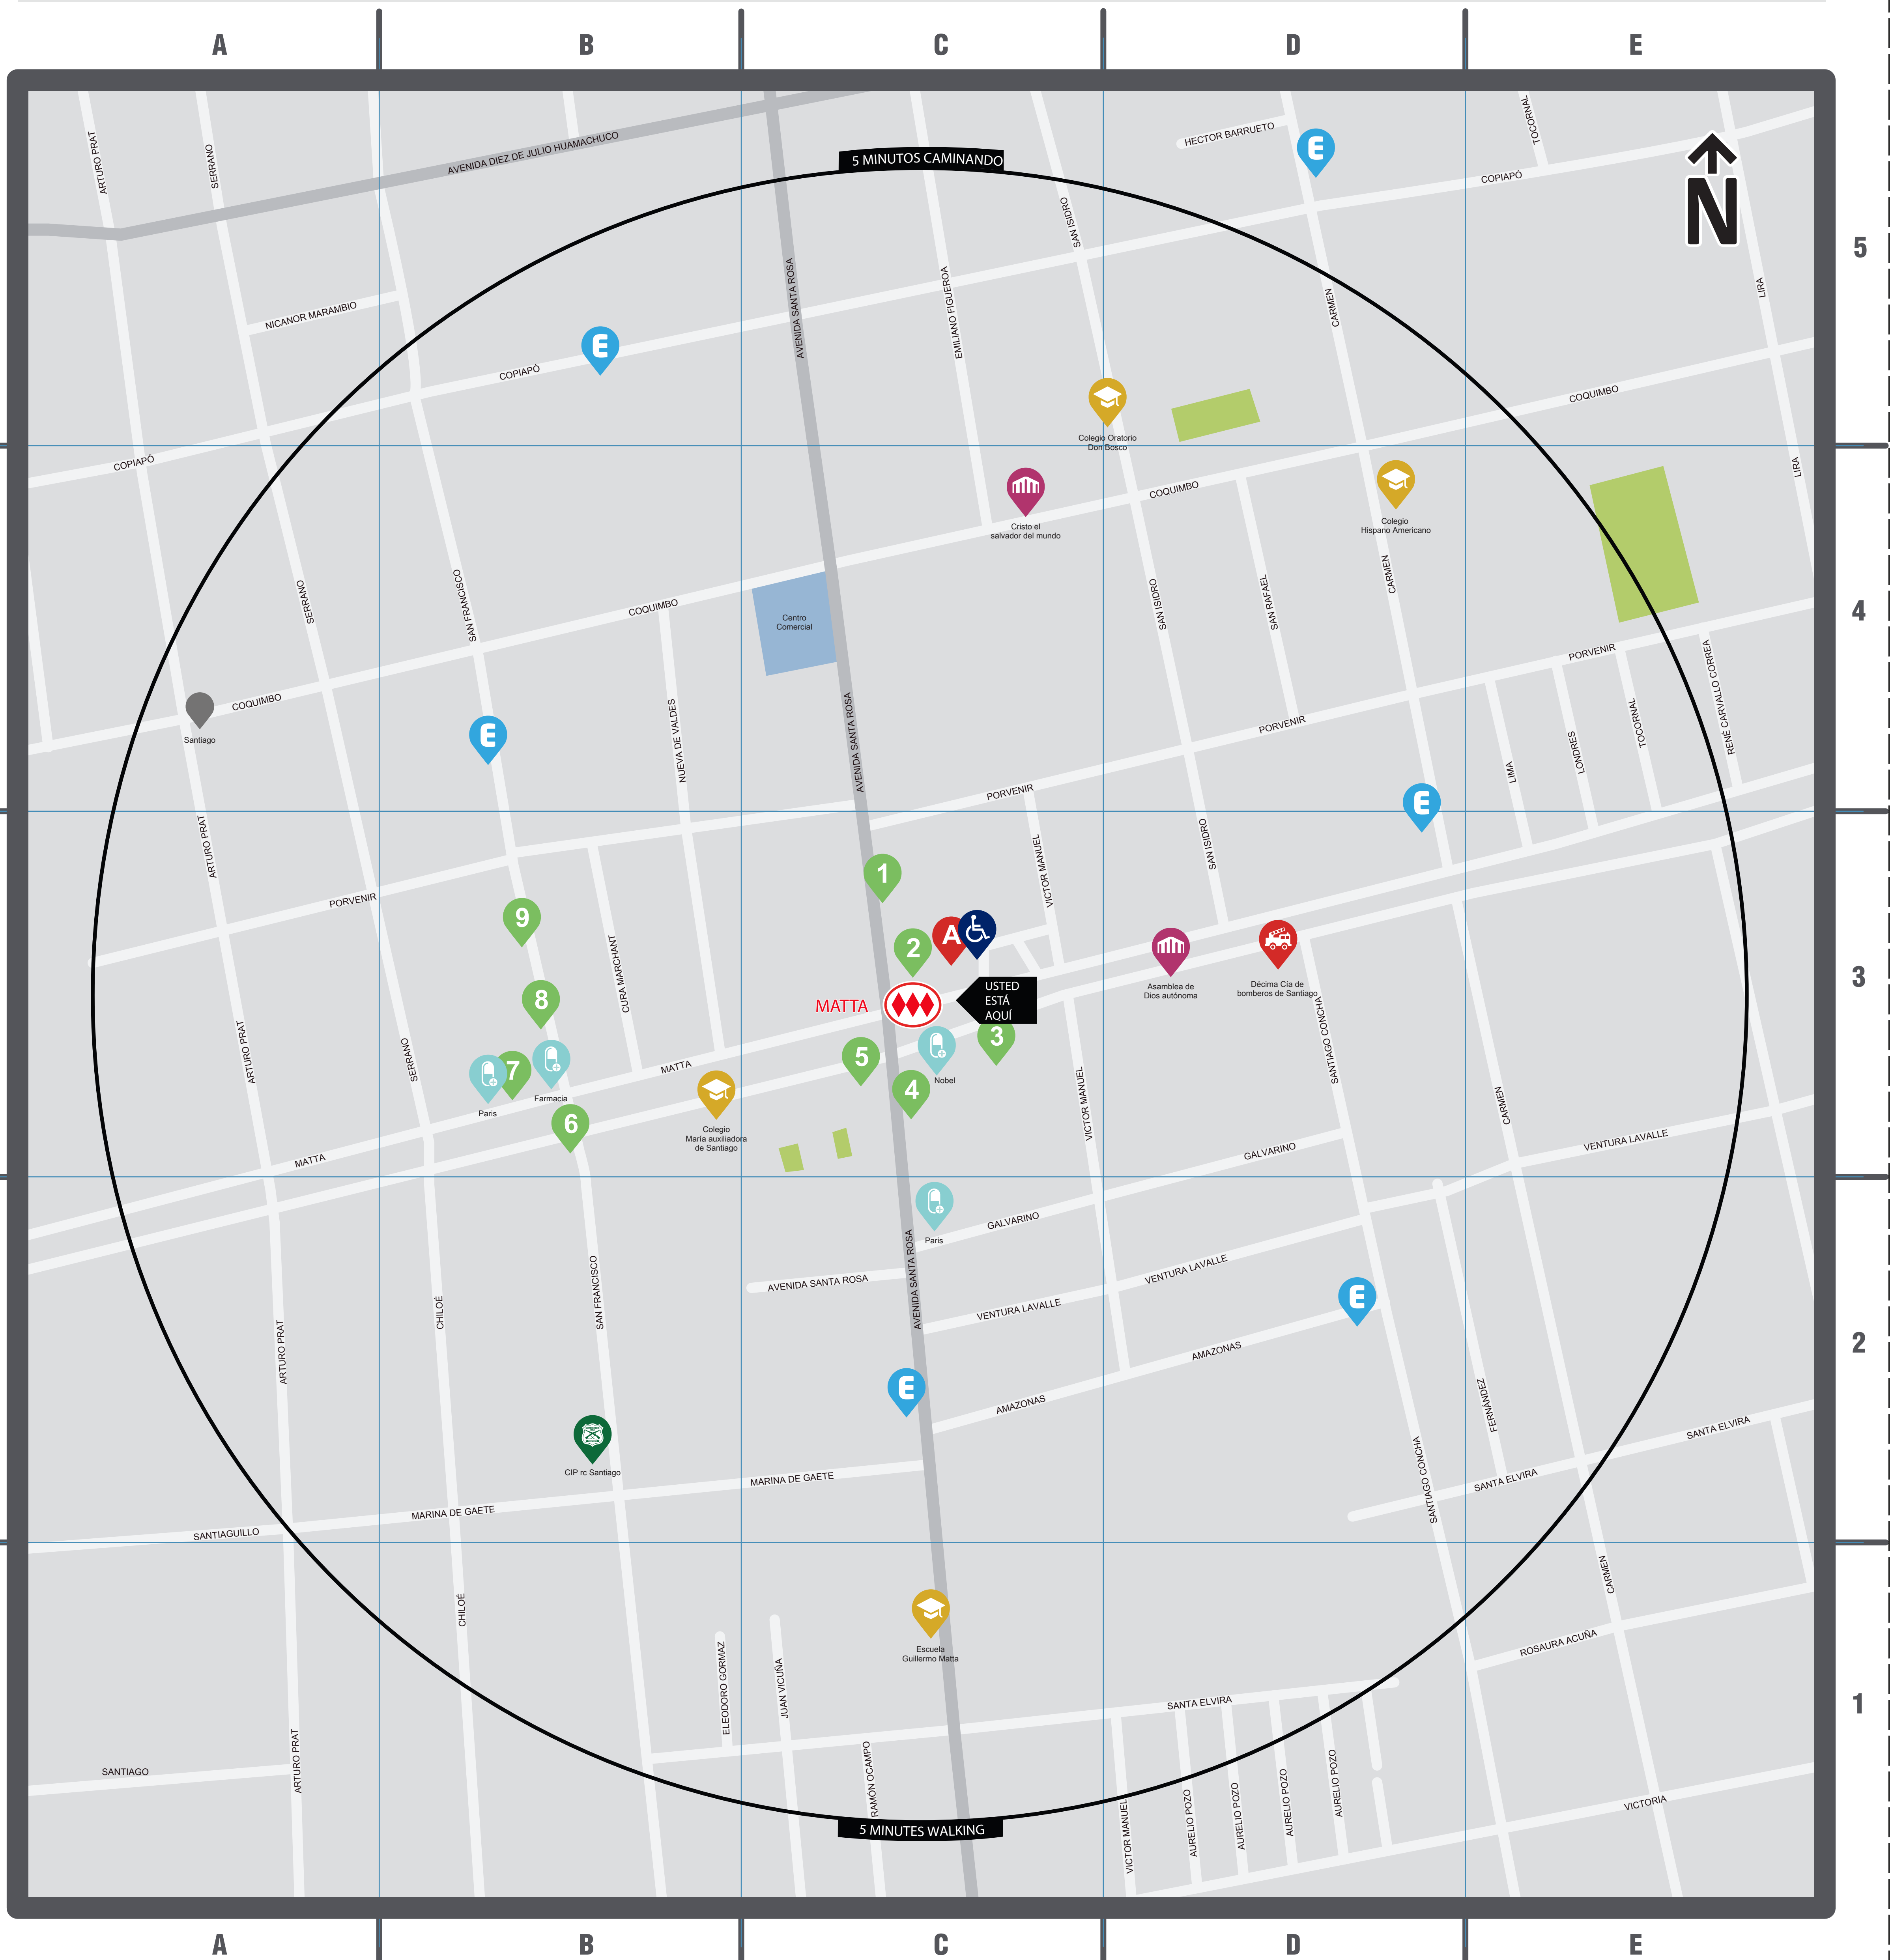 A
B
C
D
E
5 MINUTOS CAMINANDO
HECTOR BARRUETO
E
TOCORNAL
ARTURO PRAT
SERRANO
AVENIDA DIEZ DE JULIO HUAMACHUCO
COPIAPÓ
N
SAN ISIDRO
5
AVENIDA SANTA ROSA
EMILIANO FIGUEROA
CARMEN
LIRA
NICANOR MARAMBIO
E
COPIAPÓ
COQUIMBO
Colegio Oratorio
Don Bosco
COPIAPÓ
LIRA
COQUIMBO
Cristo el
salvador del mundo
Colegio
Hispano Americano
SERRANO
SAN FRANCISCO
COQUIMBO
Centro
Comercial
SAN ISIDRO
SAN RAFAEL
CARMEN
4
PORVENIR
COQUIMBO
Santiago
E
NUEVA DE VALDES
AVENIDA SANTA ROSA
PORVENIR
LIMA
LONDRES
TOCORNAL
RENÉ CARVALLO CORREA
PORVENIR
E
ARTURO PRAT
SAN ISIDRO
VICTOR MANUEL
1
PORVENIR
9
2
A
CURA MARCHANT
8
MATTA
USTED
ESTÁ
AQUÍ
Asamblea de
Dios autónoma
Décima Cía de
bomberos de Santiago
3
ARTURO PRAT
SERRANO
Paris
7
Farmacia
MATTA
5
Nobel
3
4
SANTIAGO CONCHA
VICTOR MANUEL
CARMEN
6
Colegio
María auxiliadora
de Santiago
MATTA
GALVARINO
VENTURA LAVALLE
Paris
GALVARINO
AVENIDA SANTA ROSA
AVENIDA SANTA ROSA
VENTURA LAVALLE
VENTURA LAVALLE
CHILOÉ
SAN FRANCISCO
ARTURO PRAT
E
AMAZONAS
2
E
AMAZONAS
FERNÁNDEZ
SANTA ELVIRA
CIP rc Santiago
MARINA DE GAETE
SANTIAGO CONCHA
SANTA ELVIRA
MARINA DE GAETE
SANTIAGUILLO
CHILOÉ
CARMEN
Escuela
Guillermo Matta
ROSAURA ACUÑA
ELEODORO GORMAZ
JUAN VICUÑA
SANTA ELVIRA
1
ARTURO PRAT
SANTIAGO
RAMÓN OCAMPO
VICTOR MANUEL
AURELIO POZO
AURELIO POZO
AURELIO POZO
AURELIO POZO
VICTORIA
5 MINUTES WALKING
A
B
C
D
E